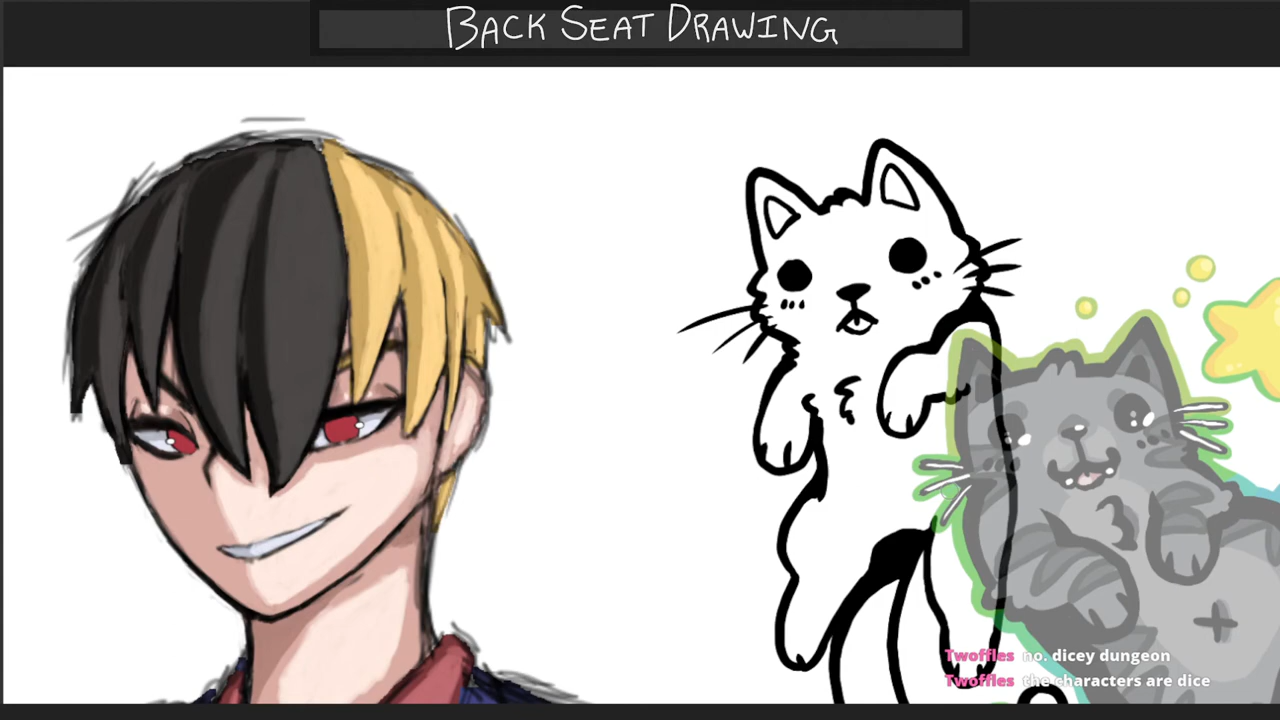 BACK SEAT DRAWING
Twoffles no. dicey dungeon
Twoffles the characters are dice